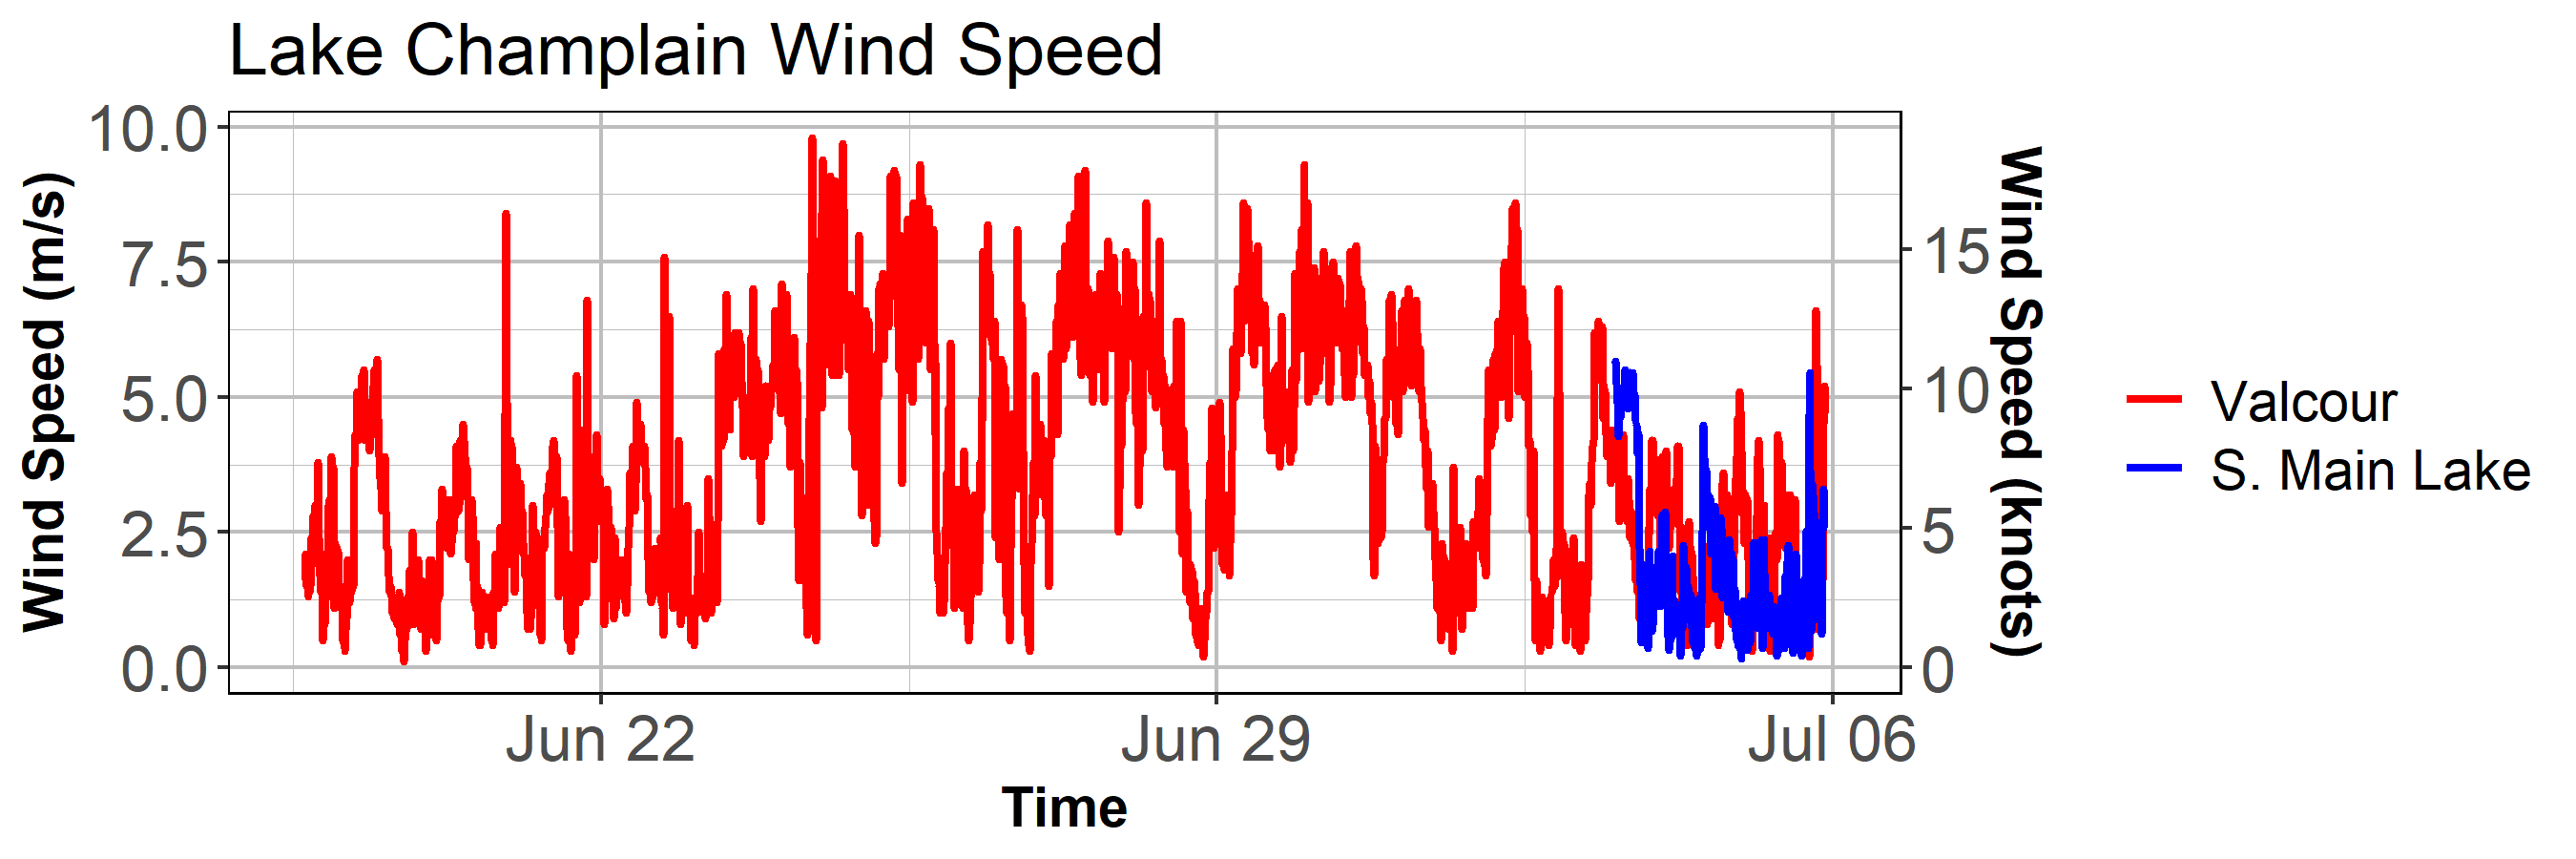 Lake Champlain Wind Speed
10.0
7.5
5.0
2.5
0.0
Wind Speed (m/s)
15
10
5
0
Wind Speed (knots)
Jun 22
Jun 29
Jul 06
Time
Valcour
S. Main Lake